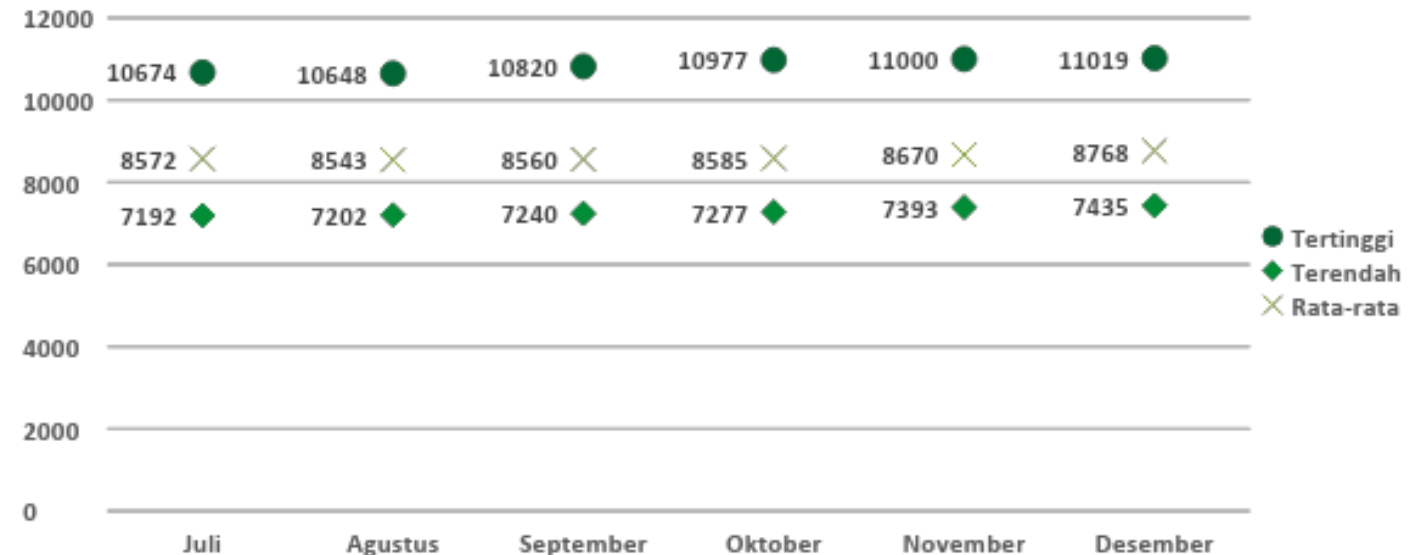 12000
10674 10648 10820 10977 11000 11019
10000
8572 8543 8560 8585 8670 8768
8000
7192 7202 7240 7277 7393 7435
Tertinggi
6000
Terendah
Rata-rata
4000
2000
0
Juli Agustus September Oktober November Desember